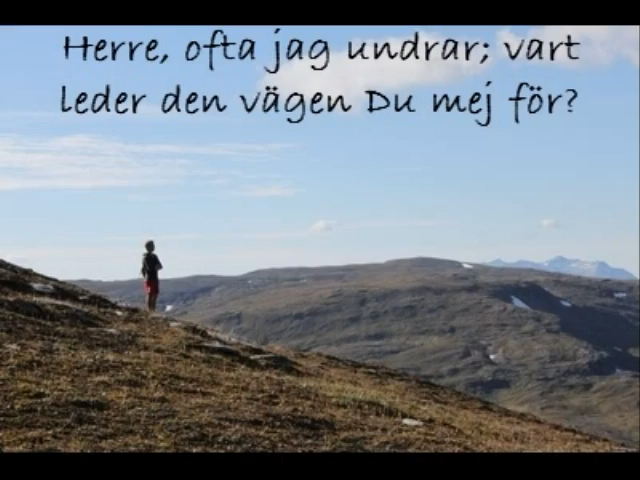 Herre, ofta jag undrar; vart
leder den vägen Du mej för?